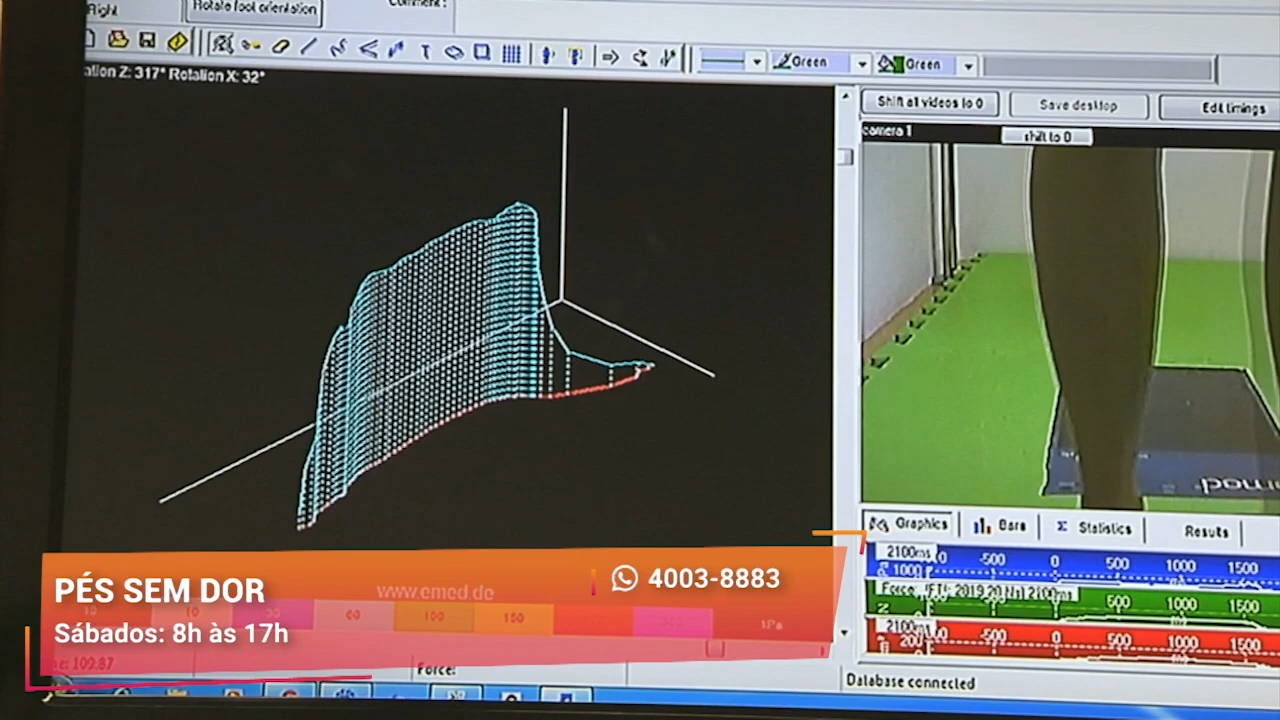 Right
Rotate foot orientation
Comment :
T
Green
Green
ation Z: 317° Rotation X: 32°
Shift all videos to 0
Save desktop
Edit timings
camera 1
shift to 0
Graphics
Bars
Σ Statistics
Results
2100ms
-500 0 500 1000 1500
500 1000 1500
2100ms
-500 0 500 1000 1500
PÉS SEM DOR
Sábados: 8h às 17h
4003-8883
www.emed.de
10
60
100
150
109.87
Force:
Database connected